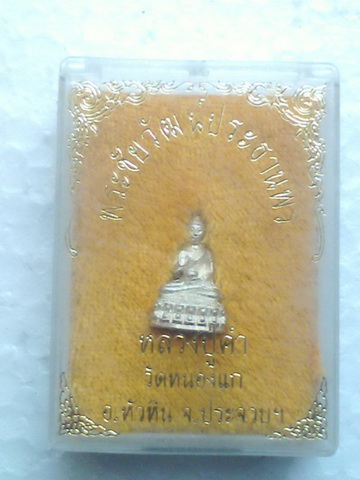 พระชัยวัฒน์ประธานพร
หลวงปู่คำ
วัดหนองแก
อ.หัวหิน จ.ประจวบฯ